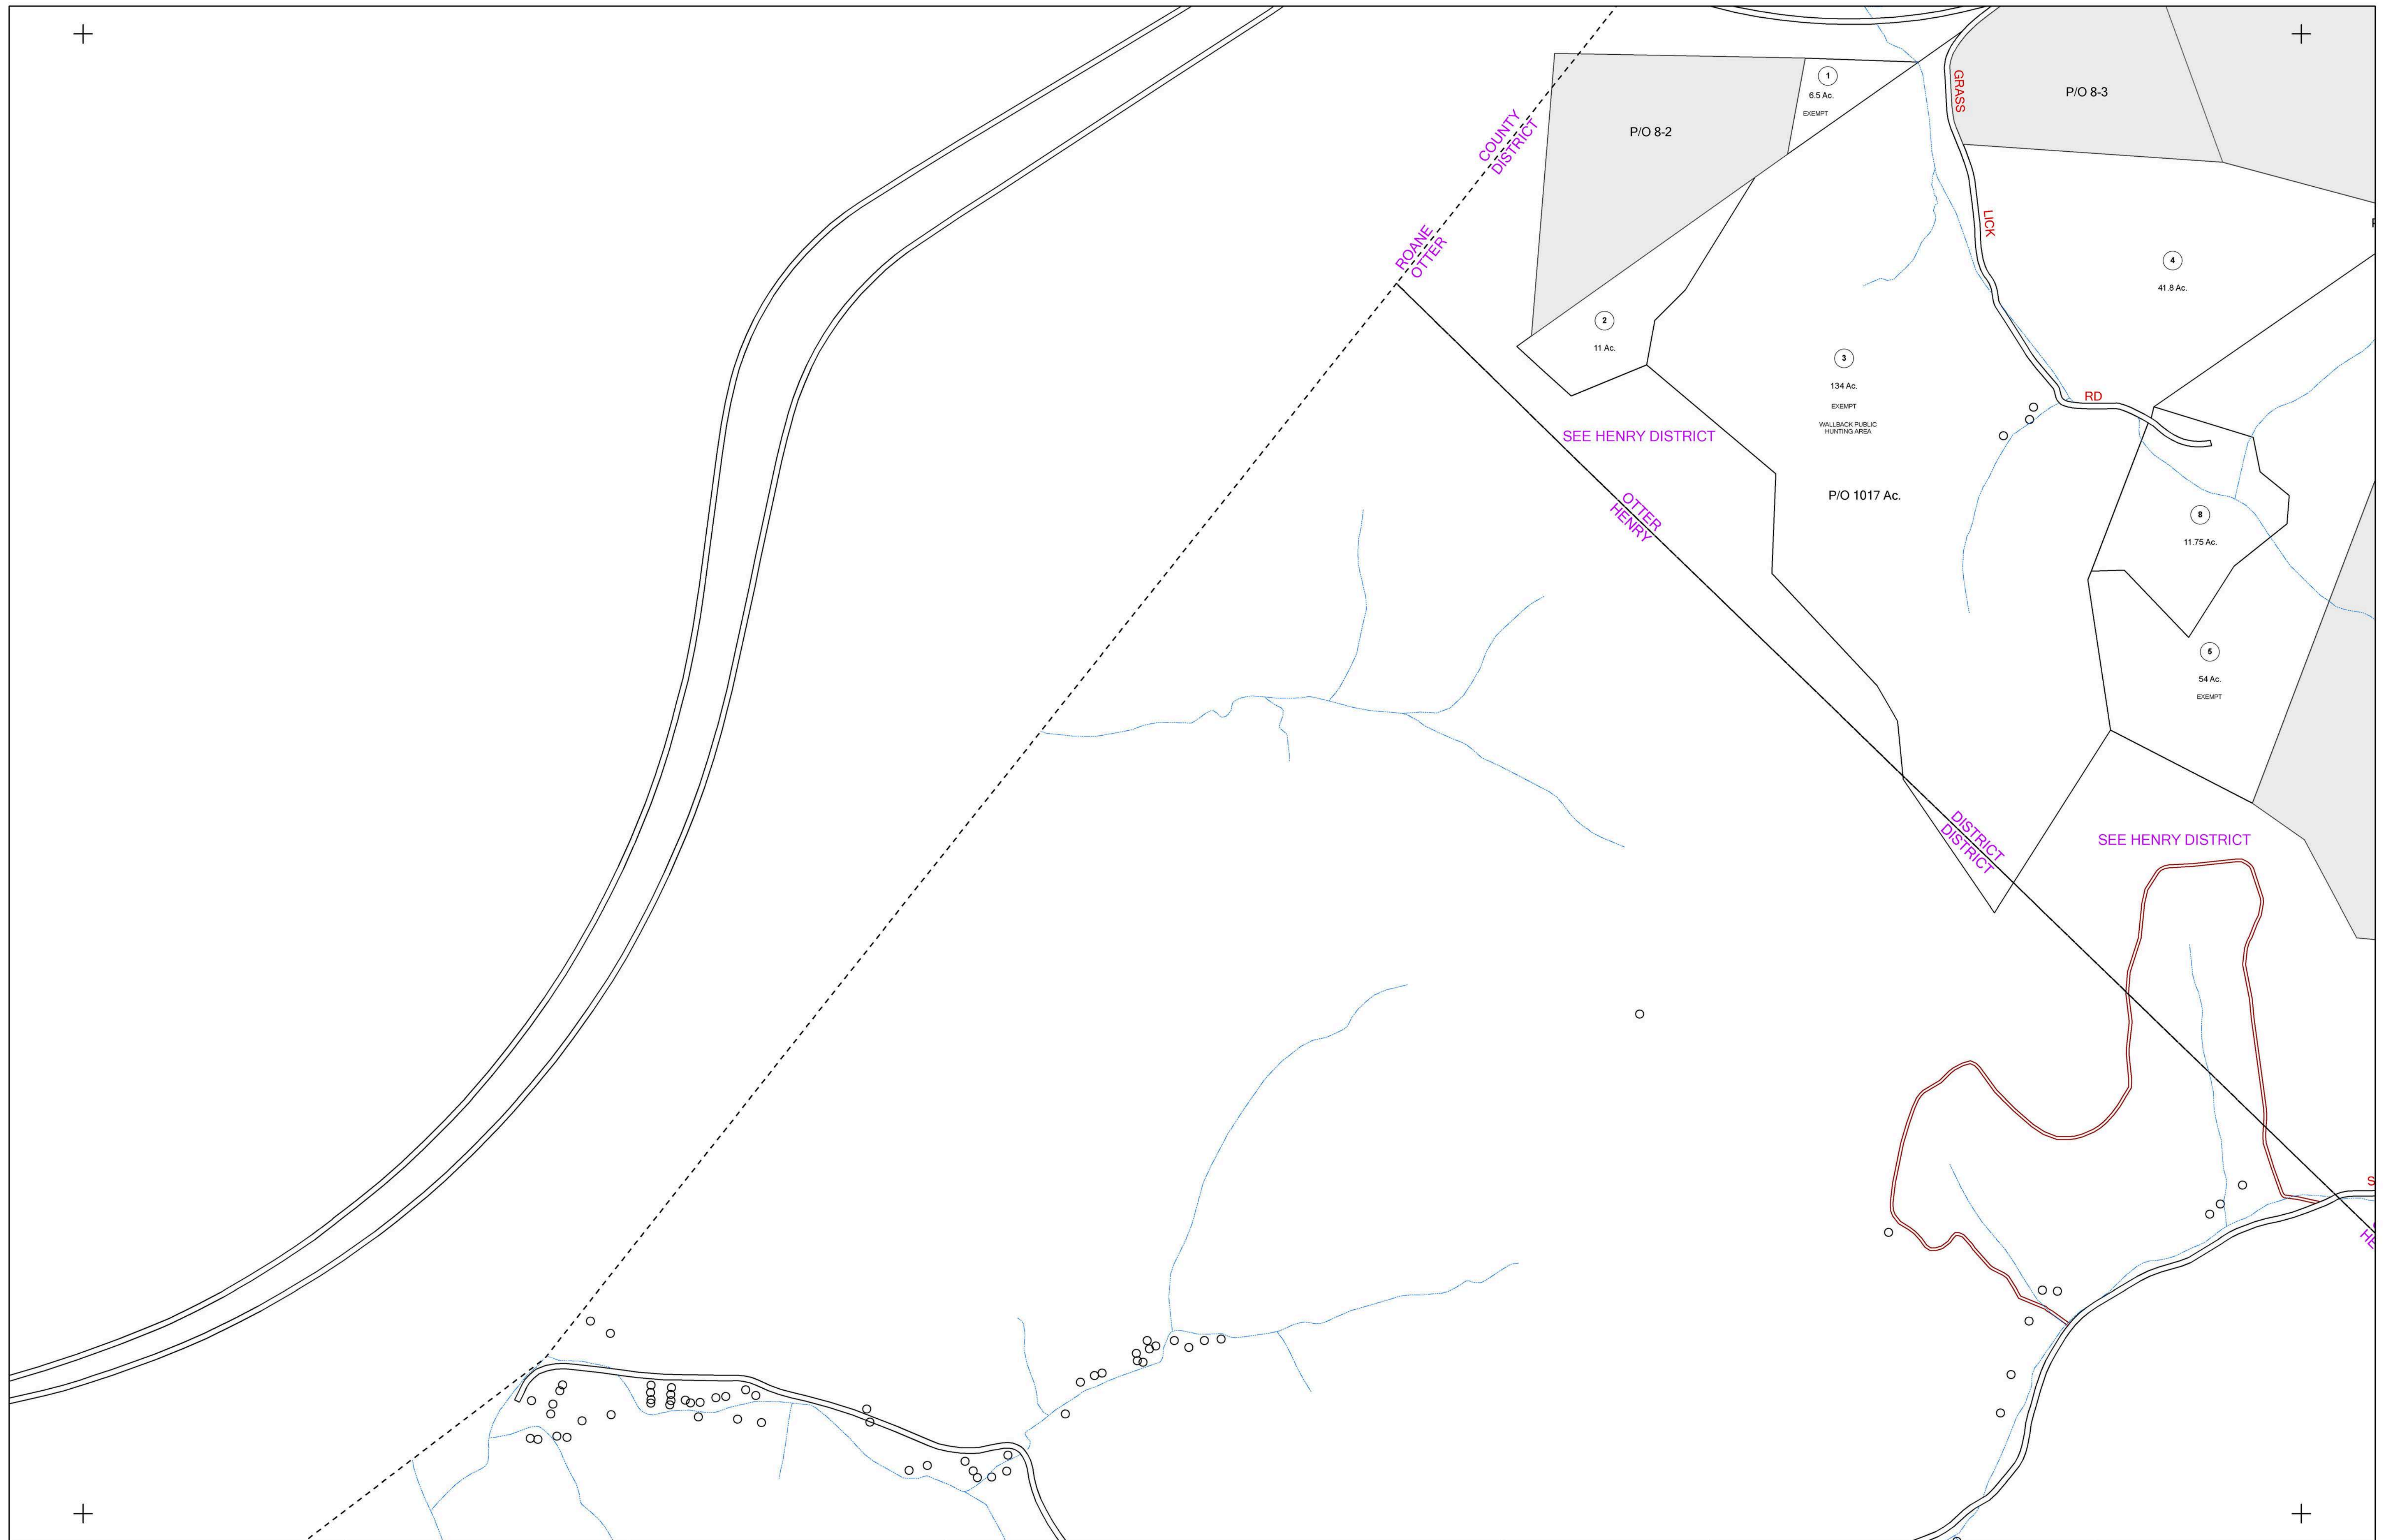 GRASS
1
6.5 Ac.
EXEMPT
P/O 8-3
P/O 8-2
COUNTY
DISTRICT
ROANE
OTTER
LICK
4
41.8 Ac.
2
11 Ac.
3
134 Ac.
EXEMPT
WALLBACK PUBLIC
HUNTING AREA
P/O 1017 Ac.
RD
SEE HENRY DISTRICT
OTTER
HENRY
8
11.75 Ac.
5
54 Ac.
EXEMPT
DISTRICT
DISTRICT
SEE HENRY DISTRICT
S
HE